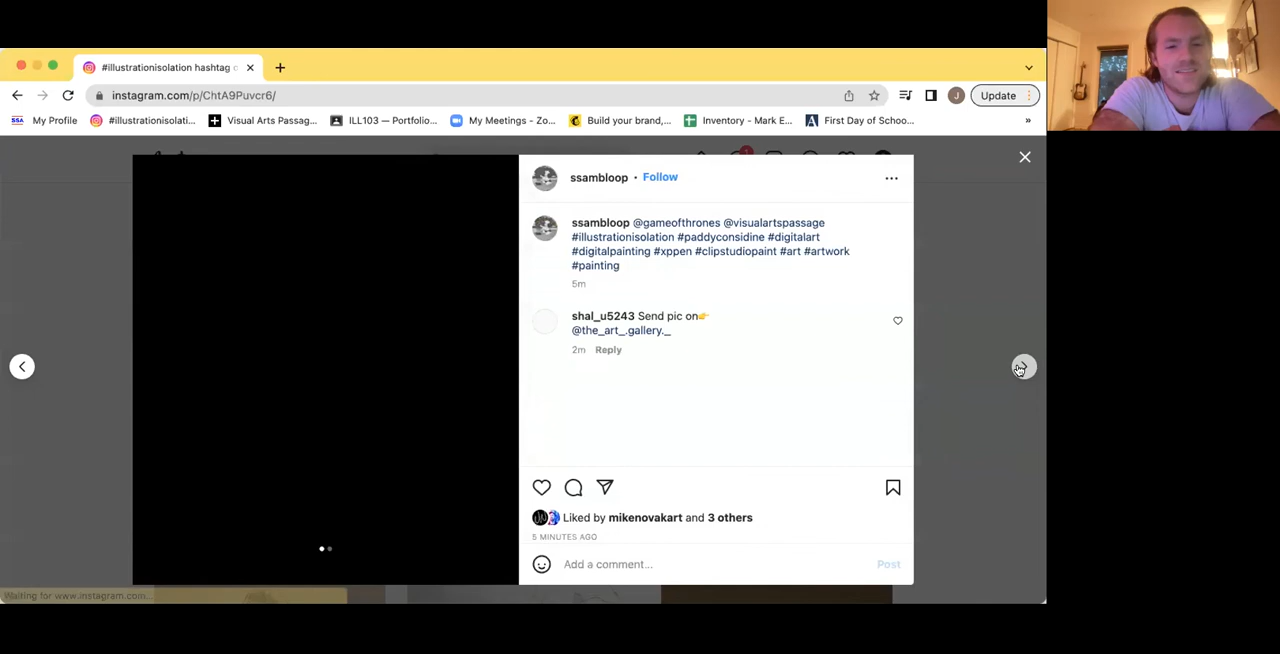 #illustrationisolation hashtag
instagram.com/p/ChtA9Puvcr6/
J
Update
SSA My Profile
#illustrationisolati...
Visual Arts Passag...
ILL103 — Portfolio...
My Meetings - Zo...
Build your brand,...
Inventory - Mark E...
First Day of Schoo...
»
ssambloop • Follow
ssambloop @gameofthrones @visualartspassage
#illustrationisolation #paddyconsidine #digitalart
#digitalpainting #xppen #clipstudiopaint #art #artwork
#painting
5m
shal_u5243 Send pic on👉
@the_art_.gallery._
2m Reply
Liked by mikenovakart and 3 others
5 MINUTES AGO
Add a comment...
Post
Waiting for www.instagram.com...